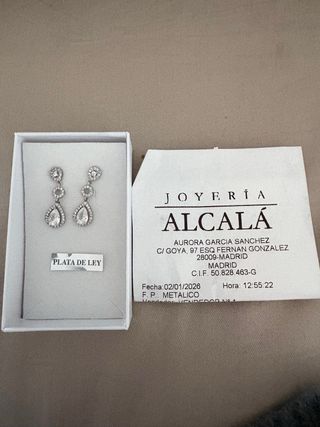 PLATA DE LEY
JOYERÍA
ALCALÁ
AURORA GARCIA SANCHEZ
C/ GOYA, 97 ESQ FERNAN GONZALEZ
28009-MADRID
MADRID
C.I.F. 50.828.463-G
Fecha:02/01/2026 Hora: 12:55:22
F. P. METALICO